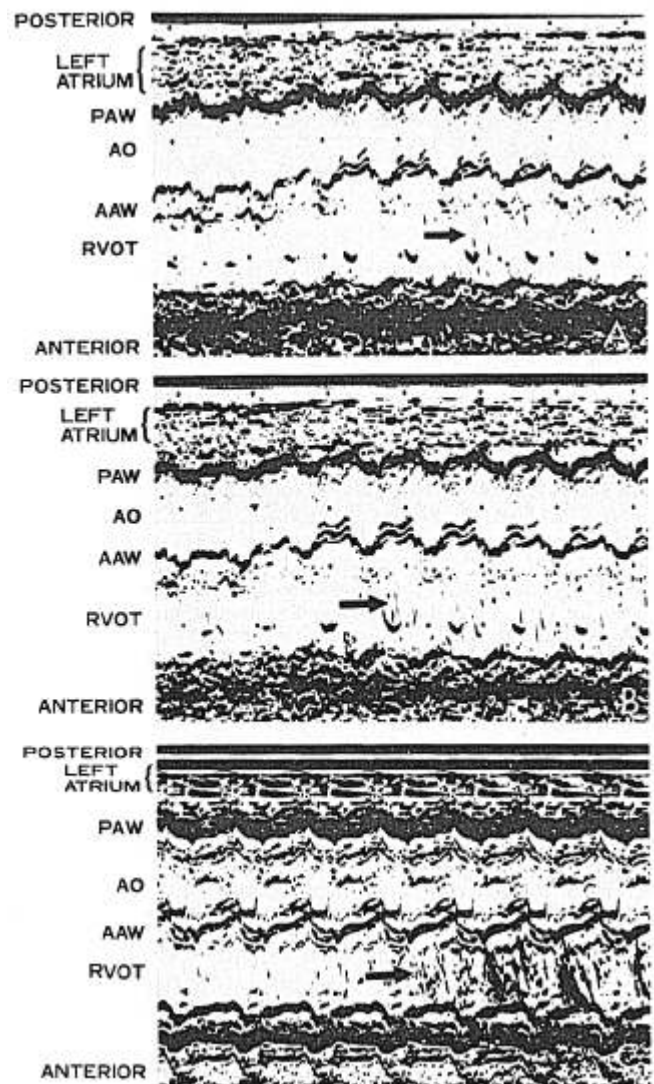 POSTERIOR
LEFT
ATRIUM
PAW
AO
AAW
RVOT
ANTERIOR
A
POSTERIOR
LEFT
ATRIUM
PAW
AO
AAW
RVOT
ANTERIOR
B
POSTERIOR
LEFT
ATRIUM
PAW
AO
AAW
RVOT
ANTERIOR